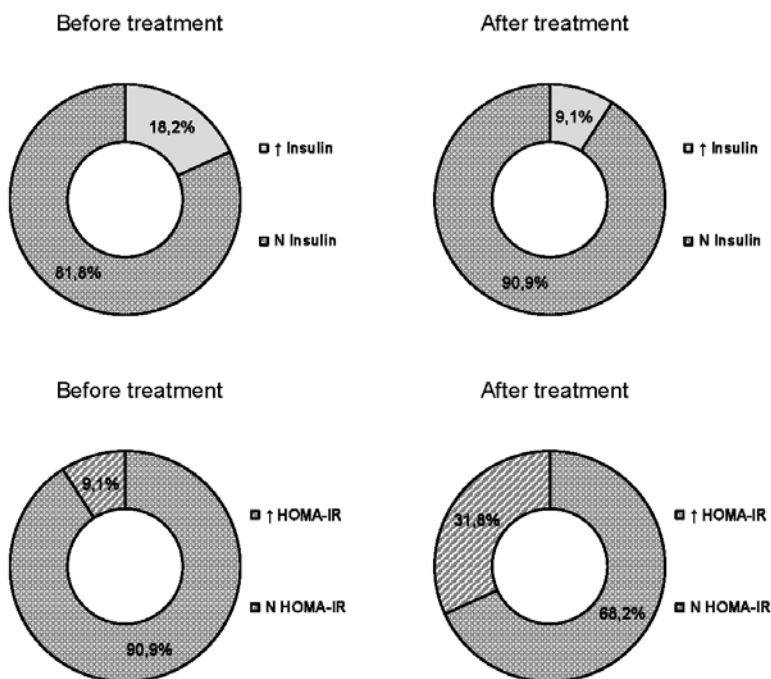 Before treatment
18,2%
81,8%
↑ Insulin
N Insulin
After treatment
9,1%
90,9%
↑ Insulin
N Insulin
Before treatment
9,1%
90,9%
↑ HOMA-IR
N HOMA-IR
After treatment
31,8%
68,2%
↑ HOMA-IR
N HOMA-IR